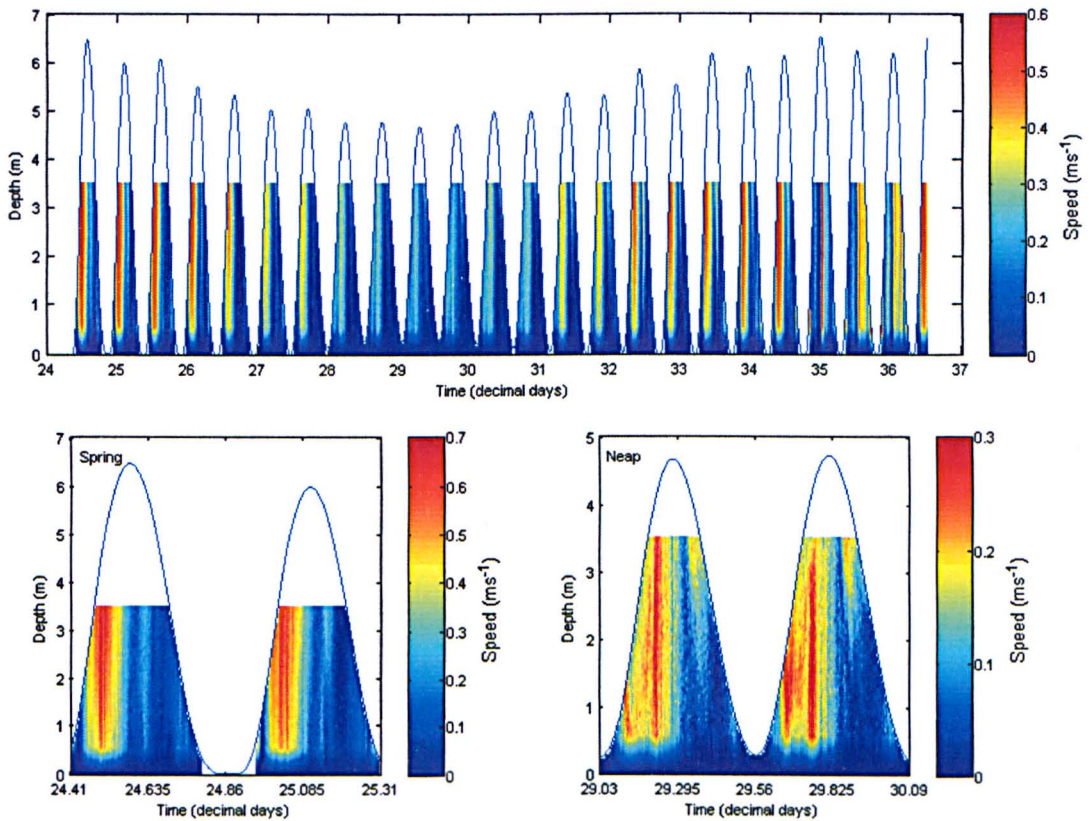 7
6
5
4
3
2
1
0
Depth (m)
24 25 26 27 28 29 30 31 32 33 34 35 36 37
Time (decimal days)
0.6
0.5
0.4
0.3
0.2
0.1
0
Speed (ms-1)
Spring
7
6
5
4
3
2
1
0
Depth (m)
24.41 24.635 24.86 25.085 25.31
Time (decimal days)
0.7
0.6
0.5
0.4
0.3
0.2
0.1
0
Speed (ms-1)
Neap
5
4
3
2
1
0
Depth (m)
29.03 29.295 29.56 29.825 30.09
Time (decimal days)
0.3
0.2
0.1
0
Speed (ms-1)